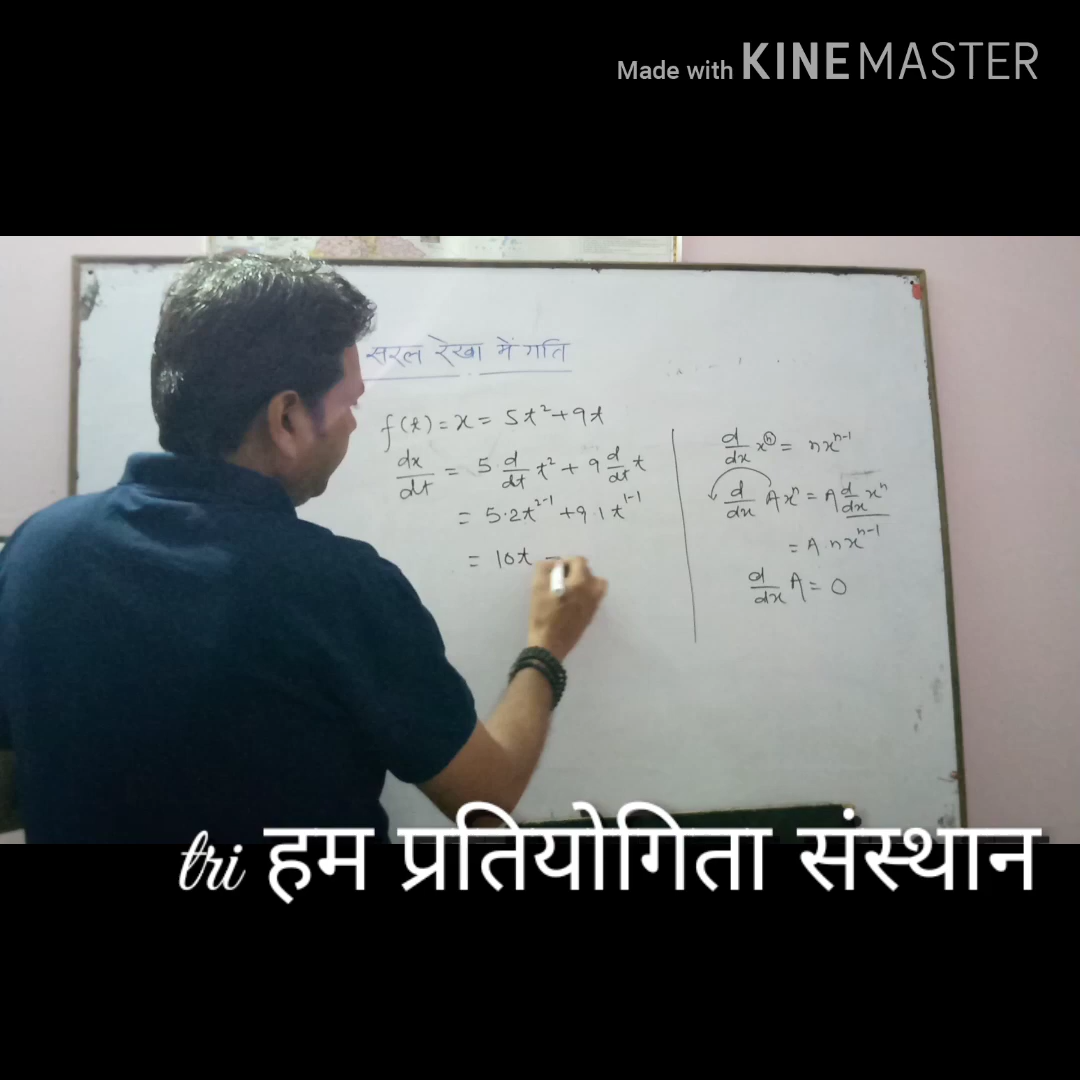 Made with KINEMASTER
सरल रेखा में गति
f(t) = x = 5t² + 9t
dx/dt = 5 d/dt t² + 9 d/dt t
= 5·2t²⁻¹ + 9·1t¹⁻¹
= 10t
d/dx xⁿ = nxⁿ⁻¹
d/dx Axⁿ = A d/dx xⁿ
= A·nxⁿ⁻¹
d/dx A = 0
tri हम प्रतियोगिता संस्थान